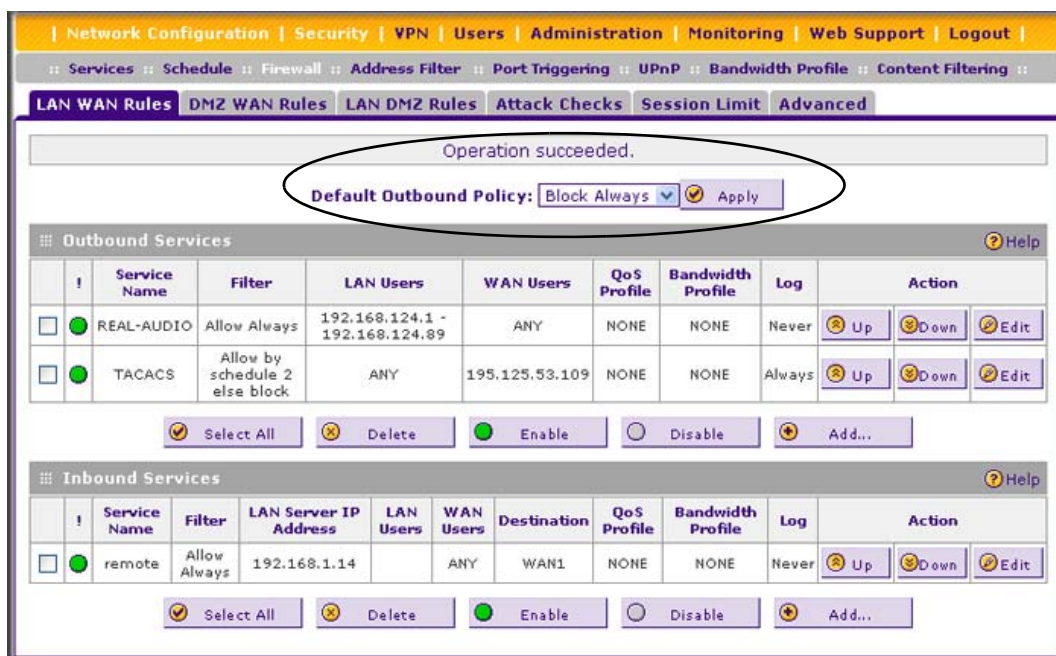 | Network Configuration | Security | VPN | Users | Administration | Monitoring | Web Support | Logout |
:: Services :: Schedule :: Firewall :: Address Filter :: Port Triggering :: UPnP :: Bandwidth Profile :: Content Filtering ::
LAN WAN Rules DMZ WAN Rules LAN DMZ Rules Attack Checks Session Limit Advanced
Operation succeeded.
Default Outbound Policy: Block Always Apply
Outbound Services ? Help
! Service Name Filter LAN Users WAN Users QoS Profile Bandwidth Profile Log Action
REAL-AUDIO Allow Always 192.168.124.1 - 192.168.124.89 ANY NONE NONE Never Up Down Edit
TACACS Allow by schedule 2 else block ANY 195.125.53.109 NONE NONE Always Up Down Edit
Select All Delete Enable Disable Add...
Inbound Services ? Help
! Service Name Filter LAN Server IP Address LAN Users WAN Users Destination QoS Profile Bandwidth Profile Log Action
remote Allow Always 192.168.1.14 ANY WAN1 NONE NONE Never Up Down Edit
Select All Delete Enable Disable Add...